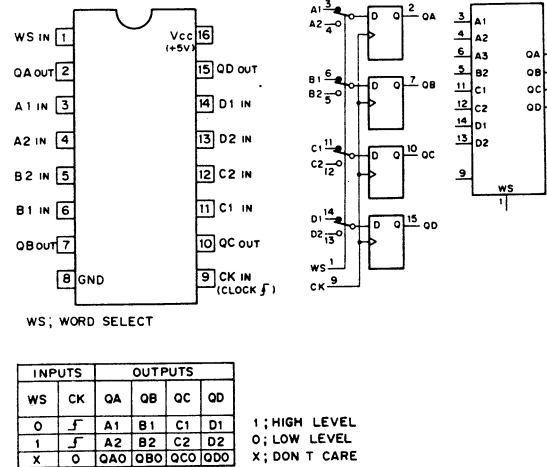 WS IN 1
QA OUT 2
A1 IN 3
A2 IN 4
B2 IN 5
B1 IN 6
QB OUT 7
8 GND
Vcc 16
(+5V)
15 QD OUT
14 D1 IN
13 D2 IN
12 C2 IN
11 C1 IN
10 QC OUT
9 CK IN
(CLOCK ⎍)
WS; WORD SELECT
A1 3
A2 4
D Q 2 QA
B1 6
B2 5
D Q 7 QB
C1 11
C2 12
D Q 10 QC
D1 14
D2 13
D Q 15 QD
WS 1
CK 9
3 A1
4 A2
6 A3
5 B2
11 C1
12 C2
14 D1
13 D2
9
QA
QB
QC
QD
WS
1
INPUTS OUTPUTS
WS CK QA QB QC QD
0 A1 B1 C1 D1
1 A2 B2 C2 D2
X 0 QA0 QB0 QC0 QD0
1; HIGH LEVEL
0; LOW LEVEL
X; DON T CARE